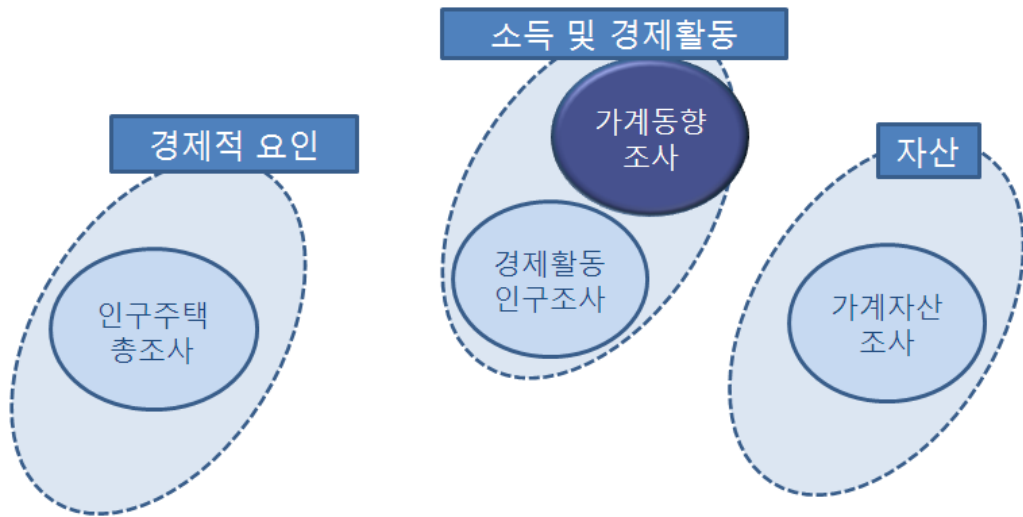 소득 및 경제활동
가계동향
조사
경제활동
인구조사
경제적 요인
인구주택
총조사
자산
가계자산
조사